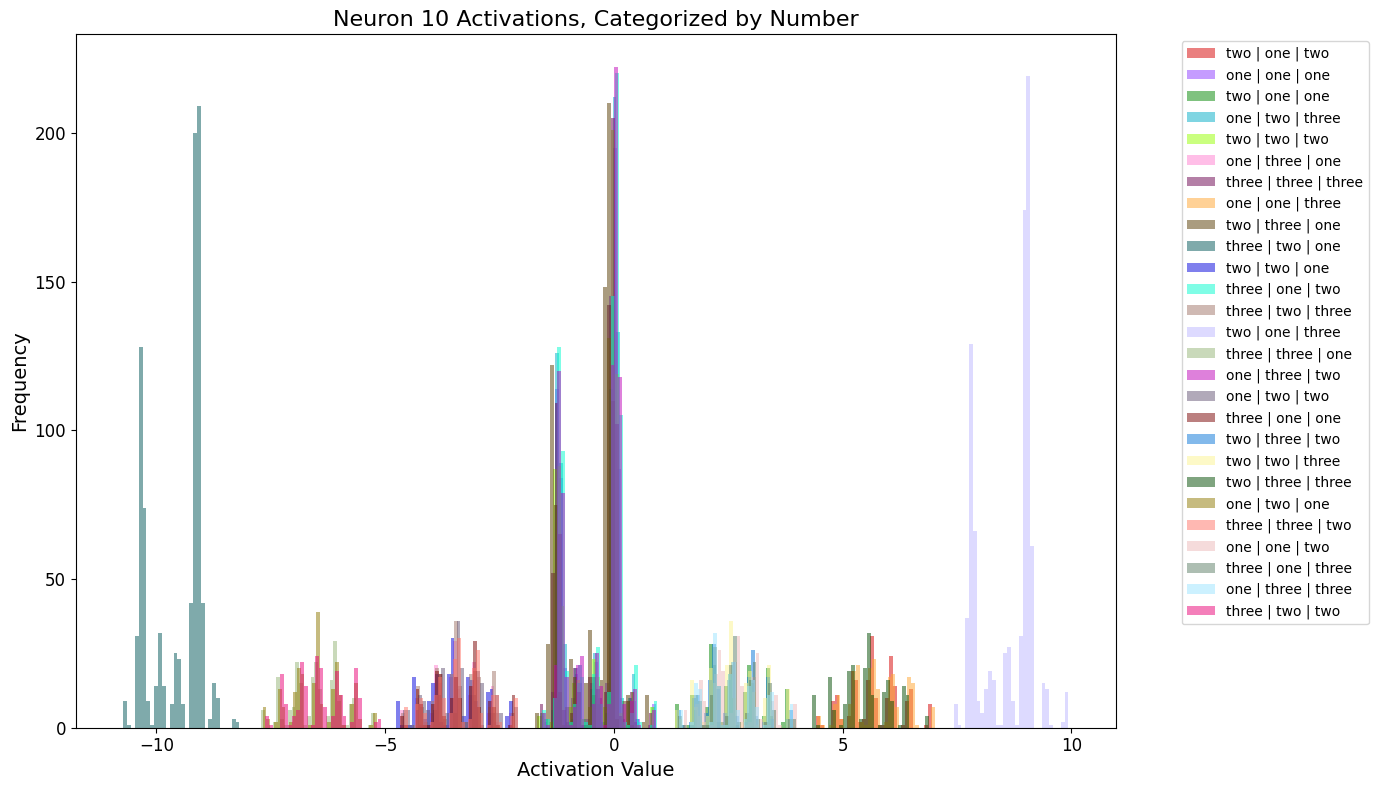 Neuron 10 Activations, Categorized by Number
Frequency
200
150
100
50
0
−10
−5
0
5
10
Activation Value
two | one | two
one | one | one
two | one | one
one | two | three
two | two | two
one | three | one
three | three | three
one | one | three
two | three | one
three | two | one
two | two | one
three | one | two
three | two | three
two | one | three
three | three | one
one | three | two
one | two | two
three | one | one
two | three | two
two | two | three
two | three | three
one | two | one
three | three | two
one | one | two
three | one | three
one | three | three
three | two | two